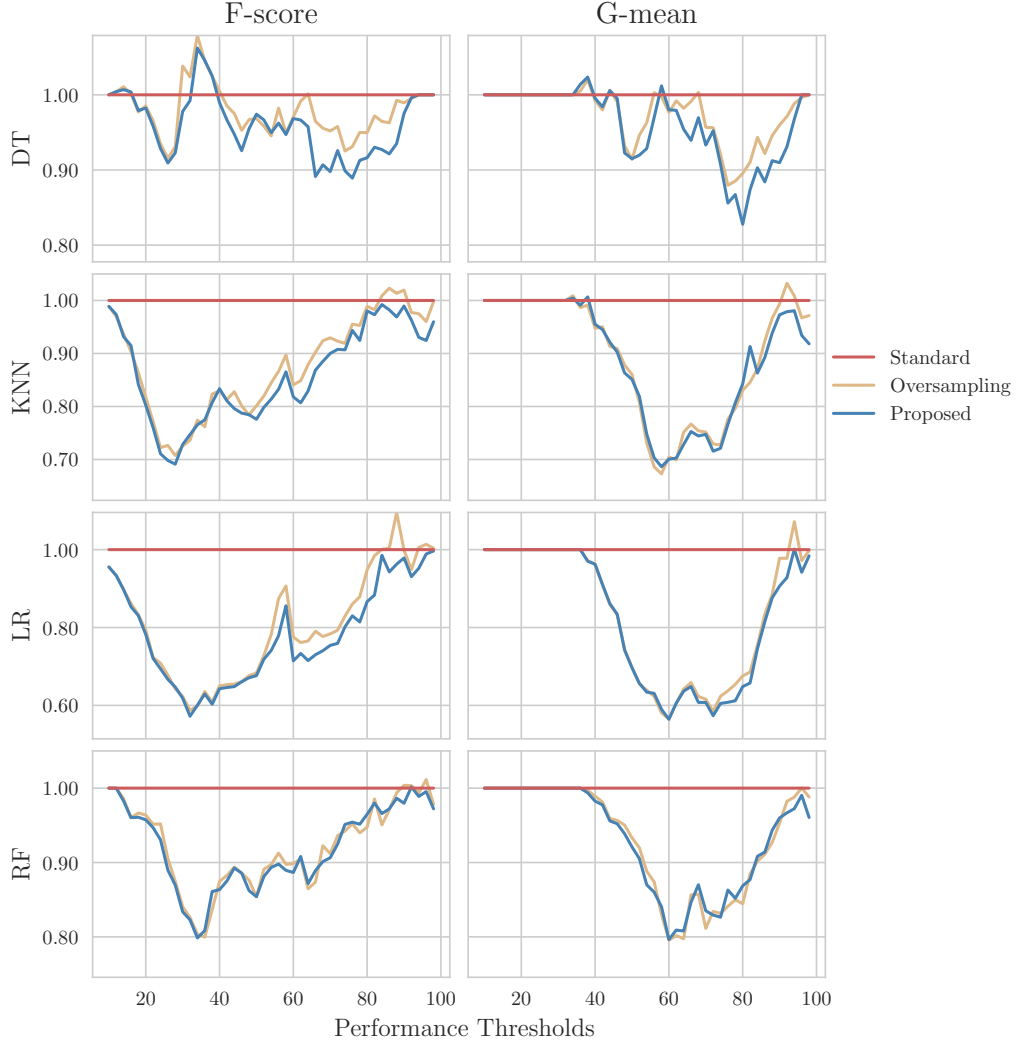 F-score G-mean
DT
1.00
0.90
0.80
KNN
1.00
0.90
0.80
0.70
Standard
Oversampling
Proposed
LR
1.00
0.80
0.60
RF
1.00
0.90
0.80
20 40 60 80 100 20 40 60 80 100
Performance Thresholds